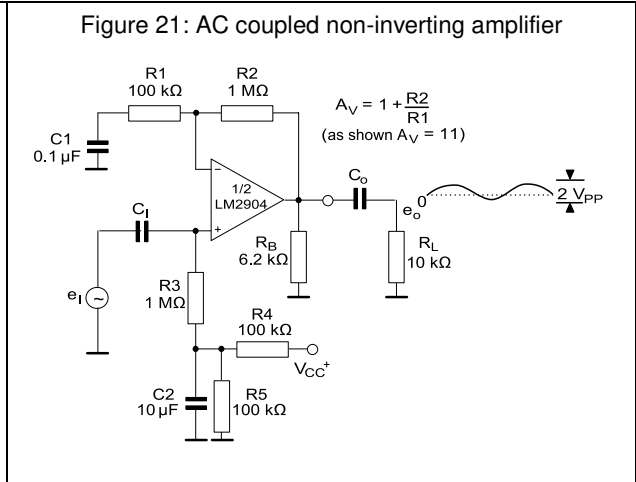 Figure 21: AC coupled non-inverting amplifier
R1
100 kΩ
R2
1 MΩ
A_V = 1 + R2/R1
(as shown A_V = 11)
C1
0.1 µF
1/2
LM2904
-
+
C_I
C_o
e_o
0
2 V_PP
R_B
6.2 kΩ
R_L
10 kΩ
e_I
~
R3
1 MΩ
R4
100 kΩ
V_CC+
C2
10 µF
R5
100 kΩ